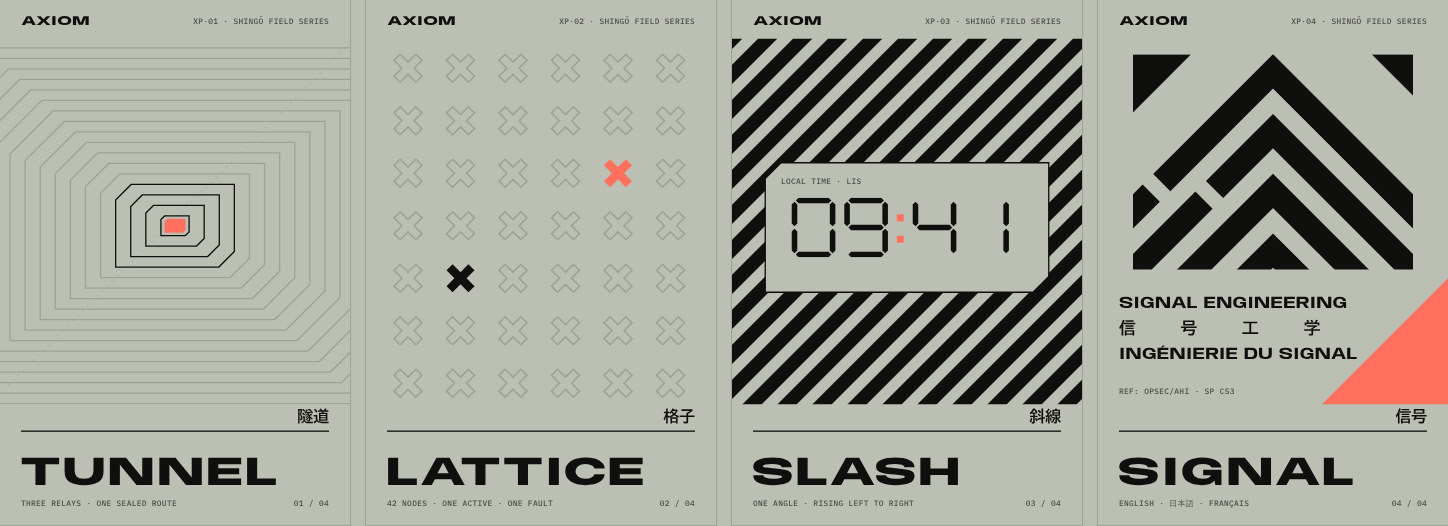 AXIOM
XP·01 · SHINGŌ FIELD SERIES
隧道
TUNNEL
THREE RELAYS · ONE SEALED ROUTE
01 / 04
AXIOM
XP·02 · SHINGŌ FIELD SERIES
格子
LATTICE
42 NODES · ONE ACTIVE · ONE FAULT
02 / 04
AXIOM
XP·03 · SHINGŌ FIELD SERIES
LOCAL TIME · LIS
09:41
斜線
SLASH
ONE ANGLE · RISING LEFT TO RIGHT
03 / 04
AXIOM
XP·04 · SHINGŌ FIELD SERIES
SIGNAL ENGINEERING
信号工学
INGÉNIERIE DU SIGNAL
REF: OPSEC/AHI · SP C53
信号
SIGNAL
ENGLISH · 日本語 · FRANÇAIS
04 / 04